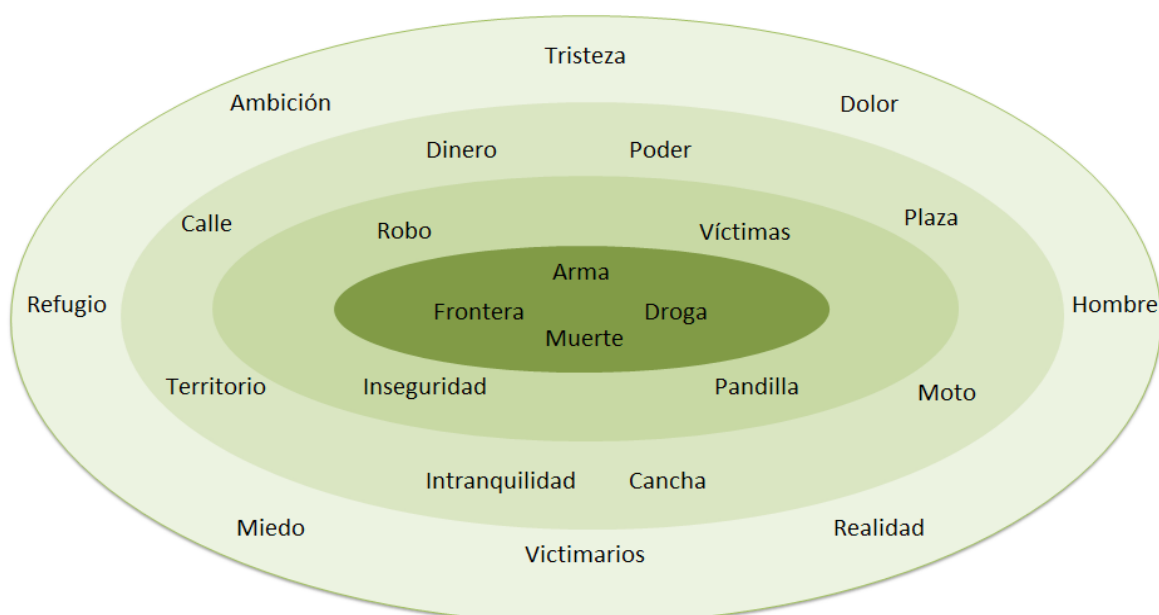 Tristeza
Ambición
Dolor
Dinero
Poder
Calle
Plaza
Robo
Víctimas
Arma
Refugio
Hombre
Frontera
Droga
Muerte
Territorio
Inseguridad
Pandilla
Moto
Intranquilidad
Cancha
Miedo
Realidad
Victimarios